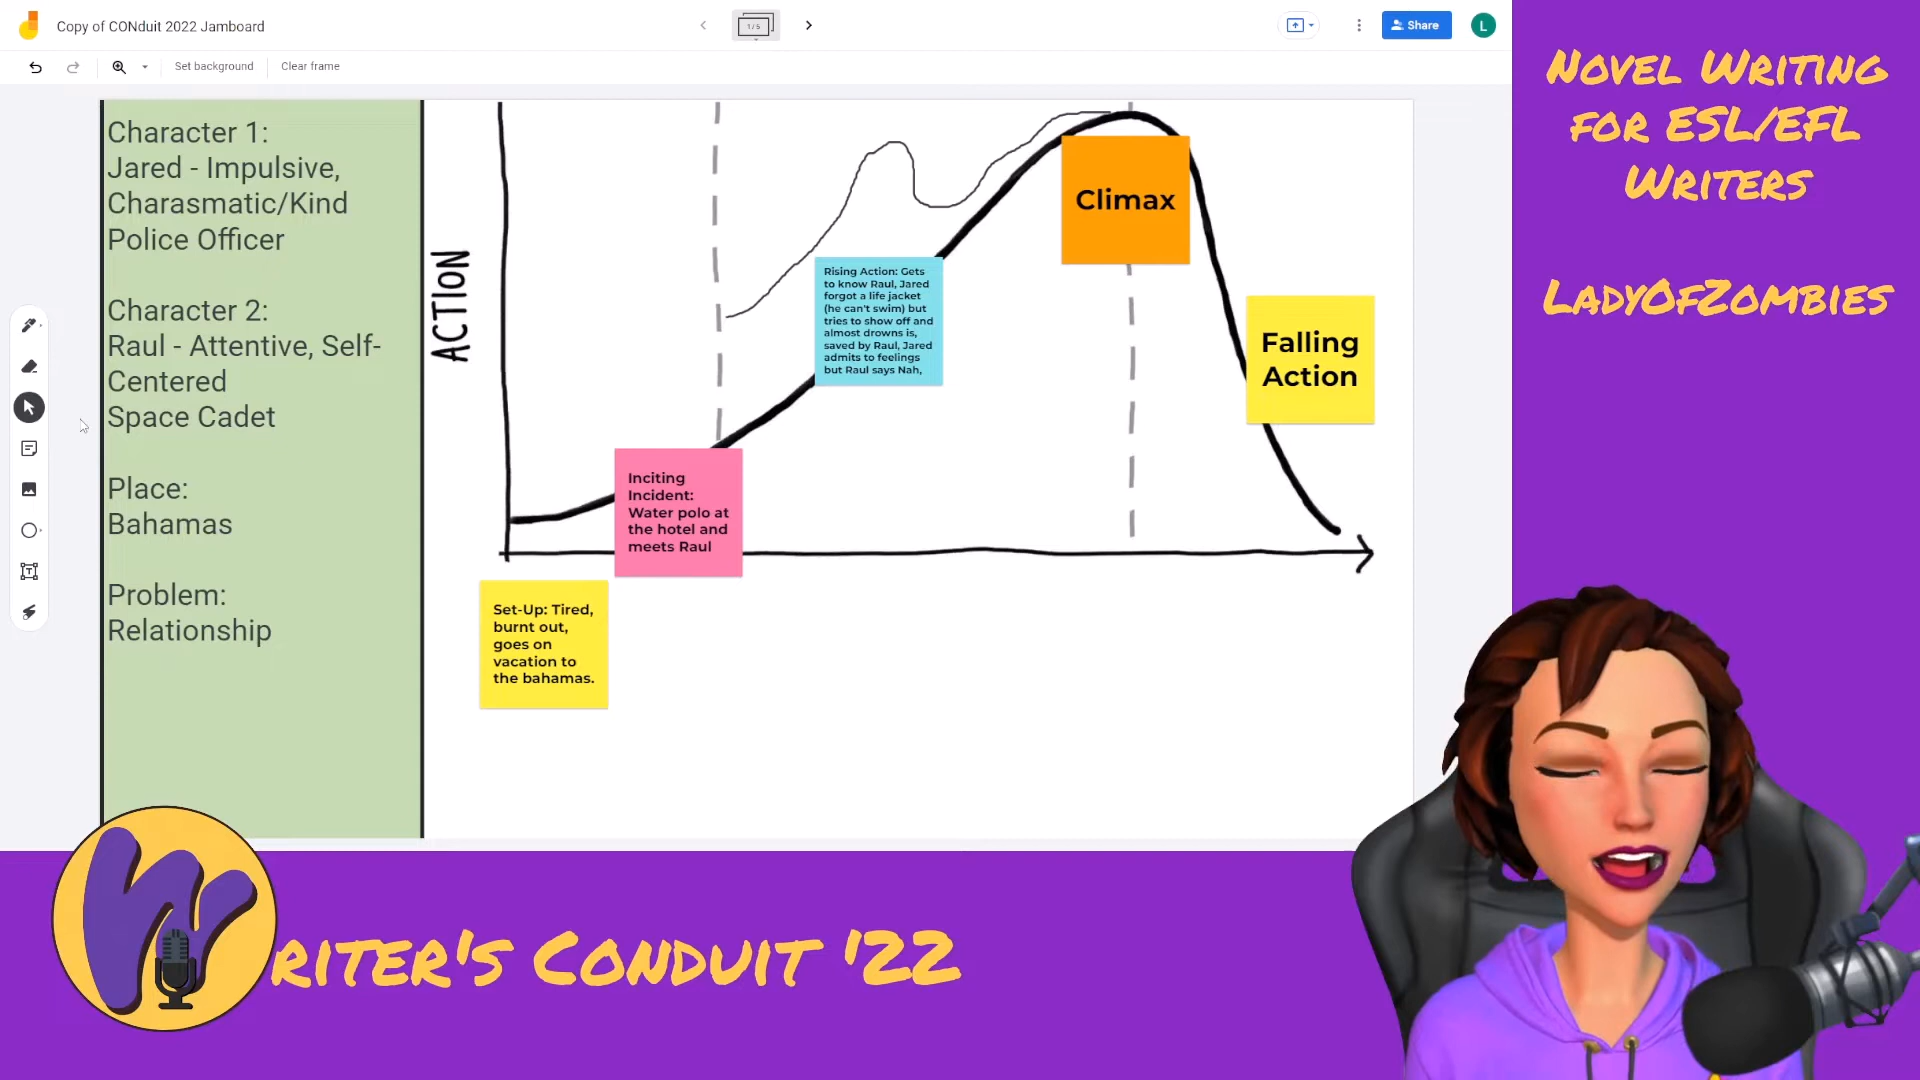 Copy of CONduit 2022 Jamboard
1/5
Share
L
Set background
Clear frame
Character 1:
Jared - Impulsive,
Charasmatic/Kind
Police Officer
Character 2:
Raul - Attentive, Self-
Centered
Space Cadet
Place:
Bahamas
Problem:
Relationship
ACTION
Climax
Rising Action: Gets
to know Raul, Jared
forgot a life jacket
(he can't swim) but
tries to show off and
almost drowns is,
saved by Raul, Jared
admits to feelings
but Raul says Nah,
Falling
Action
Inciting
Incident:
Water polo at
the hotel and
meets Raul
Set-Up: Tired,
burnt out,
goes on
vacation to
the bahamas.
Novel Writing
for ESL/EFL
Writers
LadyOfZombies
Writer's Conduit '22